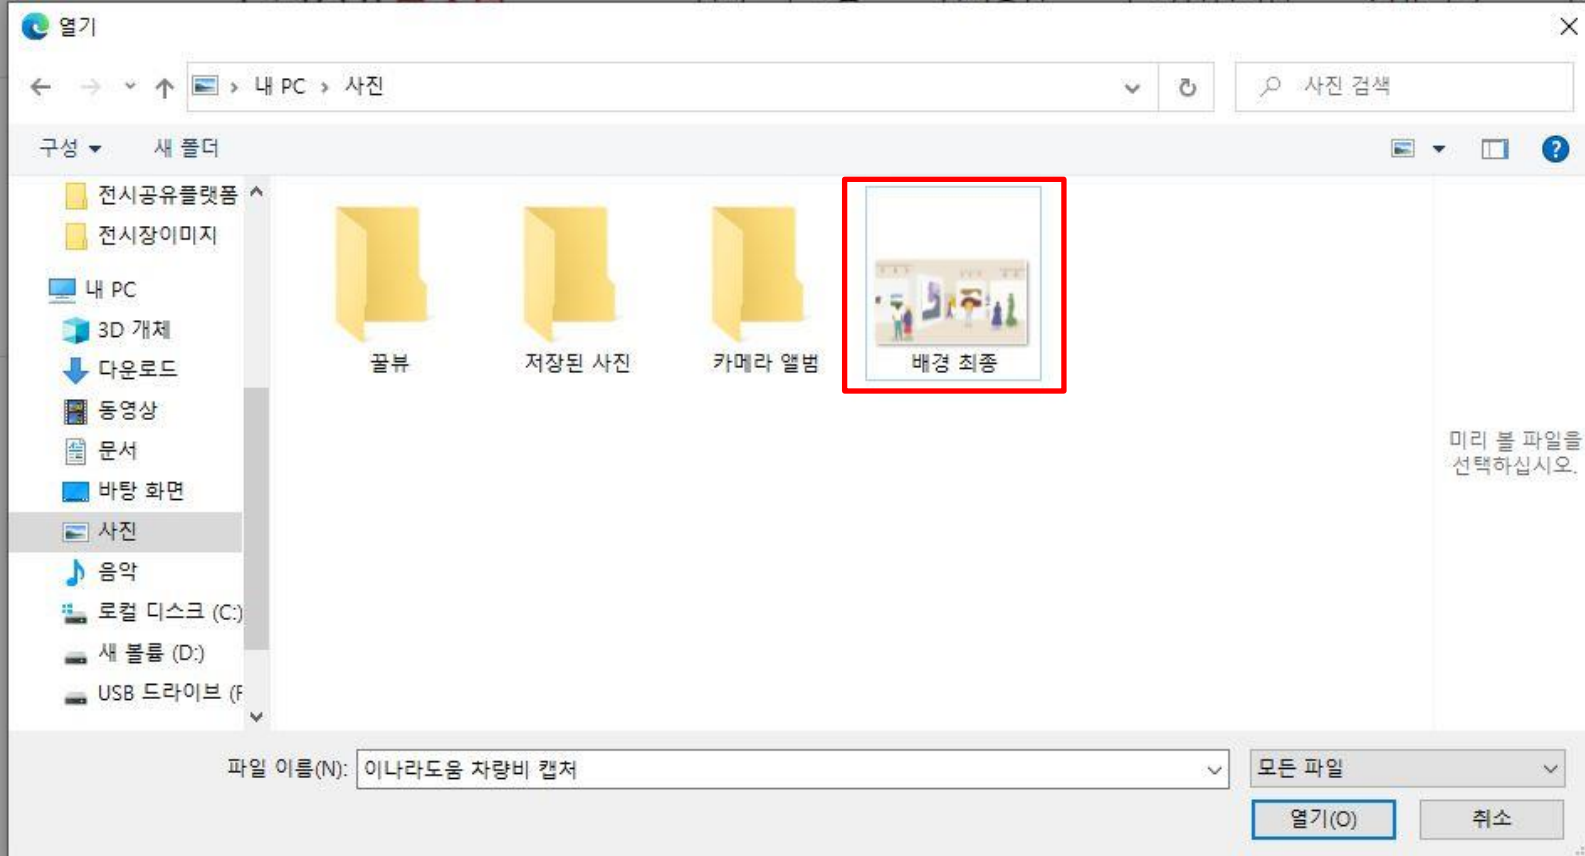 열기
내 PC > 사진
사진 검색
구성
새 폴더
전시공유플랫폼
전시장이미지
내 PC
3D 개체
다운로드
동영상
문서
바탕 화면
사진
음악
로컬 디스크 (C:)
새 볼륨 (D:)
USB 드라이브 (F
꿀뷰
저장된 사진
카메라 앨범
배경 최종
미리 볼 파일을
선택하십시오.
파일 이름(N):
이나라도움 차량비 캡처
모든 파일
열기(O)
취소